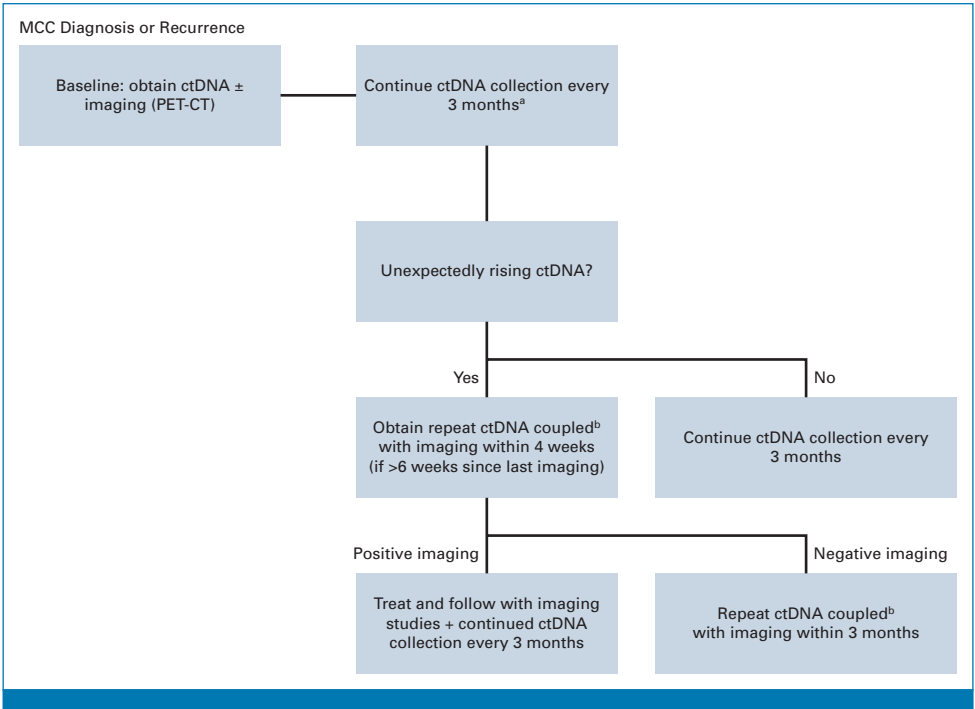 MCC Diagnosis or Recurrence
Baseline: obtain ctDNA ±
imaging (PET-CT)
Continue ctDNA collection every
3 monthsᵃ
Unexpectedly rising ctDNA?
Yes
No
Obtain repeat ctDNA coupledᵇ
with imaging within 4 weeks
(if >6 weeks since last imaging)
Continue ctDNA collection every
3 months
Positive imaging
Negative imaging
Treat and follow with imaging
studies + continued ctDNA
collection every 3 months
Repeat ctDNA coupledᵇ
with imaging within 3 months